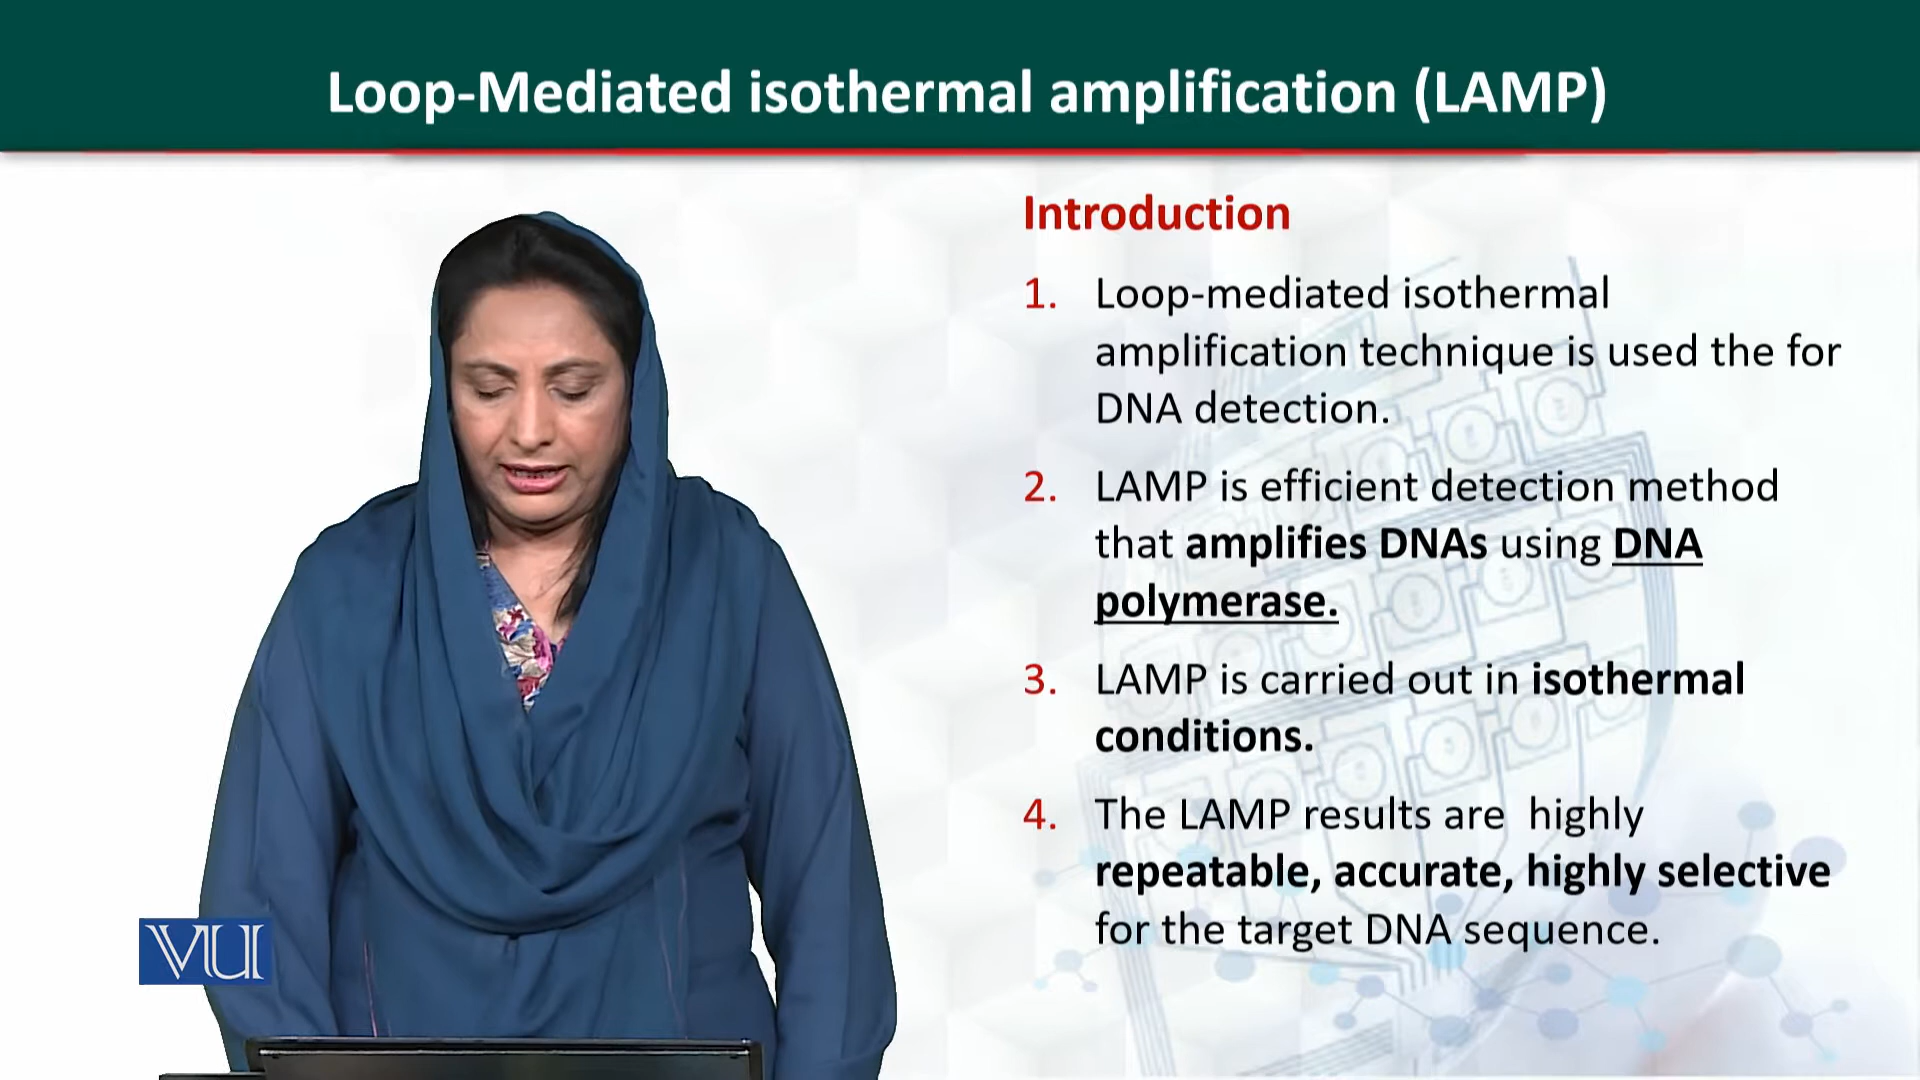 Loop-Mediated isothermal amplification (LAMP)
Introduction
1. Loop-mediated isothermal
amplification technique is used the for
DNA detection.
2. LAMP is efficient detection method
that amplifies DNAs using DNA
polymerase.
3. LAMP is carried out in isothermal
conditions.
4. The LAMP results are highly
repeatable, accurate, highly selective
for the target DNA sequence.
VU